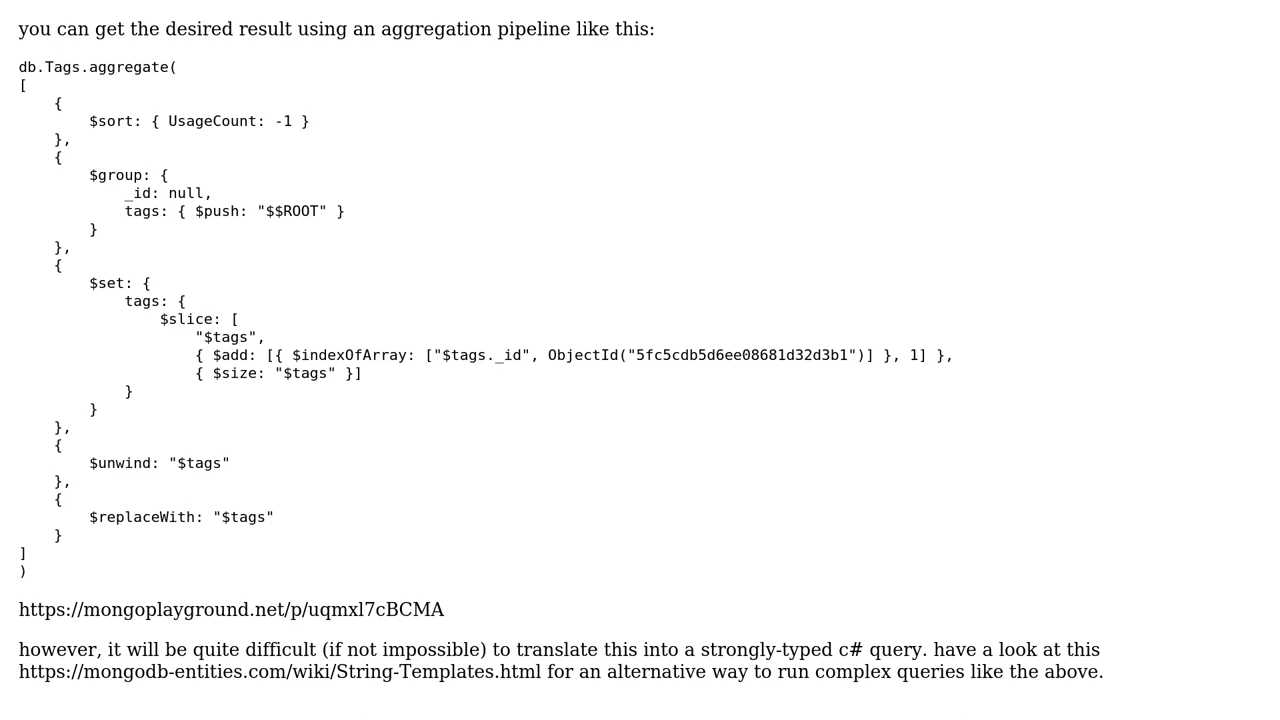 you can get the desired result using an aggregation pipeline like this:
db.Tags.aggregate(
[
    {
        $sort: { UsageCount: -1 }
    },
    {
        $group: {
            _id: null,
            tags: { $push: "$$ROOT" }
        }
    },
    {
        $set: {
            tags: {
                $slice: [
                    "$tags",
                    { $add: [{ $indexOfArray: ["$tags._id", ObjectId("5fc5cdb5d6ee08681d32d3b1")] }, 1] },
                    { $size: "$tags" }]
            }
        }
    },
    {
        $unwind: "$tags"
    },
    {
        $replaceWith: "$tags"
    }
]
)
https://mongoplayground.net/p/uqmxl7cBCMA
however, it will be quite difficult (if not impossible) to translate this into a strongly-typed c# query. have a look at this
https://mongodb-entities.com/wiki/String-Templates.html for an alternative way to run complex queries like the above.